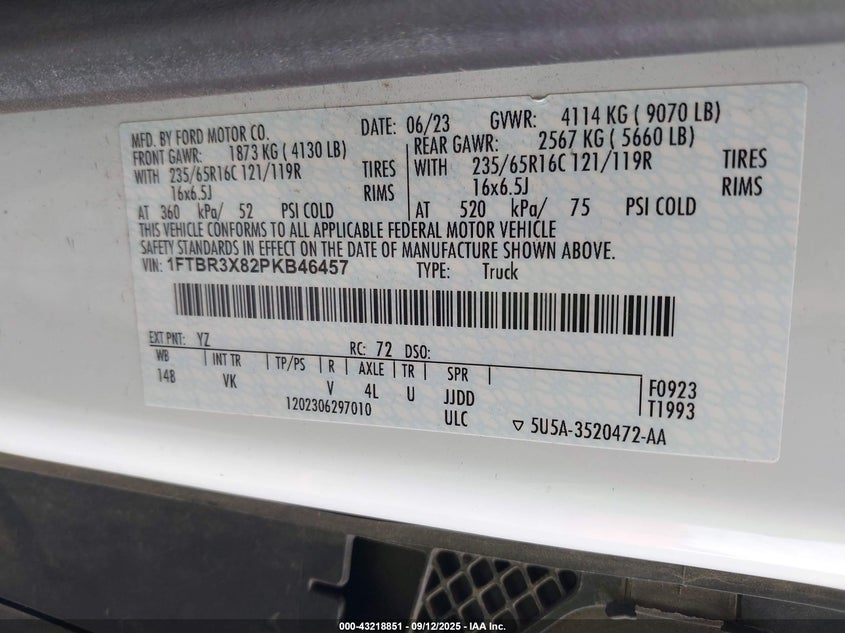 MFD. BY FORD MOTOR CO. DATE: 06/23 GVWR: 4114 KG ( 9070 LB)
FRONT GAWR: 1873 KG ( 4130 LB) REAR GAWR: 2567 KG ( 5660 LB)
WITH 235/65R16C 121/119R TIRES WITH 235/65R16C 121/119R TIRES
16x6.5J RIMS 16x6.5J RIMS
AT 360 kPa/ 52 PSI COLD AT 520 kPa/ 75 PSI COLD
THIS VEHICLE CONFORMS TO ALL APPLICABLE FEDERAL MOTOR VEHICLE
SAFETY STANDARDS IN EFFECT ON THE DATE OF MANUFACTURE SHOWN ABOVE.
VIN: 1FTBR3X82PKB46457 TYPE: Truck
EXT PNT: YZ RC: 72 DSO:
WB INT TR TP/PS R AXLE TR SPR
148 VK V 4L U JJDD F0923
1202306297010 ULC T1993
▽ 5U5A-3520472-AA
000-43218851 - 09/12/2025 - IAA Inc.